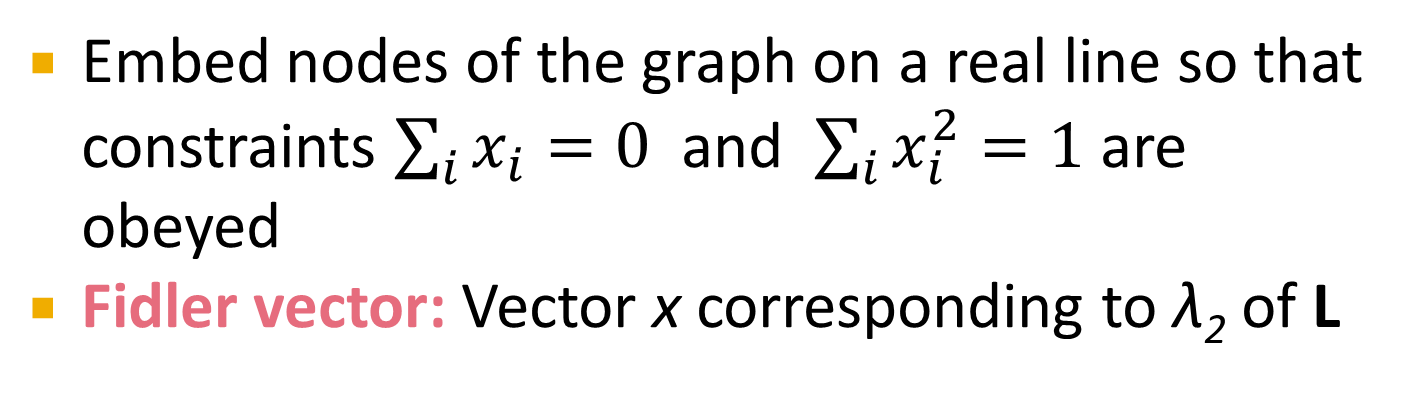 Embed nodes of the graph on a real line so that
constraints ∑ᵢ xᵢ = 0 and ∑ᵢ xᵢ² = 1 are
obeyed
Fidler vector: Vector x corresponding to λ₂ of L